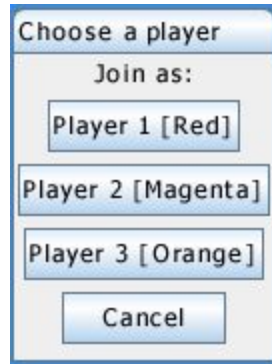 Choose a player
Join as:
Player 1 [Red]
Player 2 [Magenta]
Player 3 [Orange]
Cancel